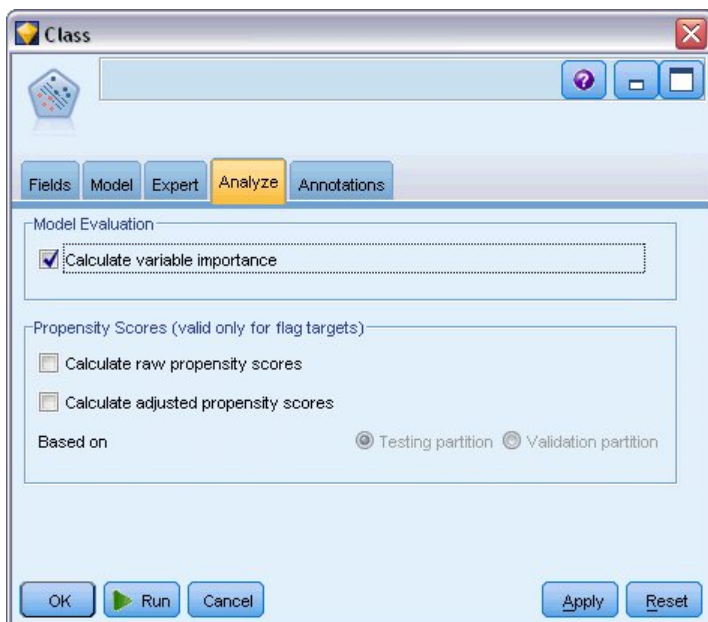 Class
?
Fields Model Expert Analyze Annotations
Model Evaluation
Calculate variable importance
Propensity Scores (valid only for flag targets)
Calculate raw propensity scores
Calculate adjusted propensity scores
Based on Testing partition Validation partition
OK Run Cancel Apply Reset